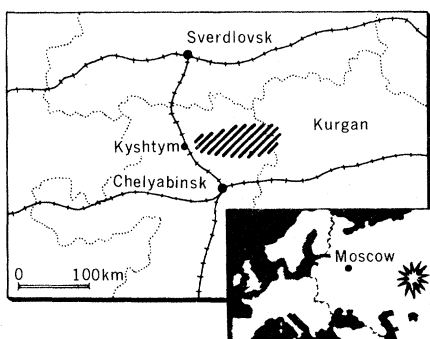 Sverdlovsk
Kurgan
Kyshtym
Chelyabinsk
Moscow
0 100km